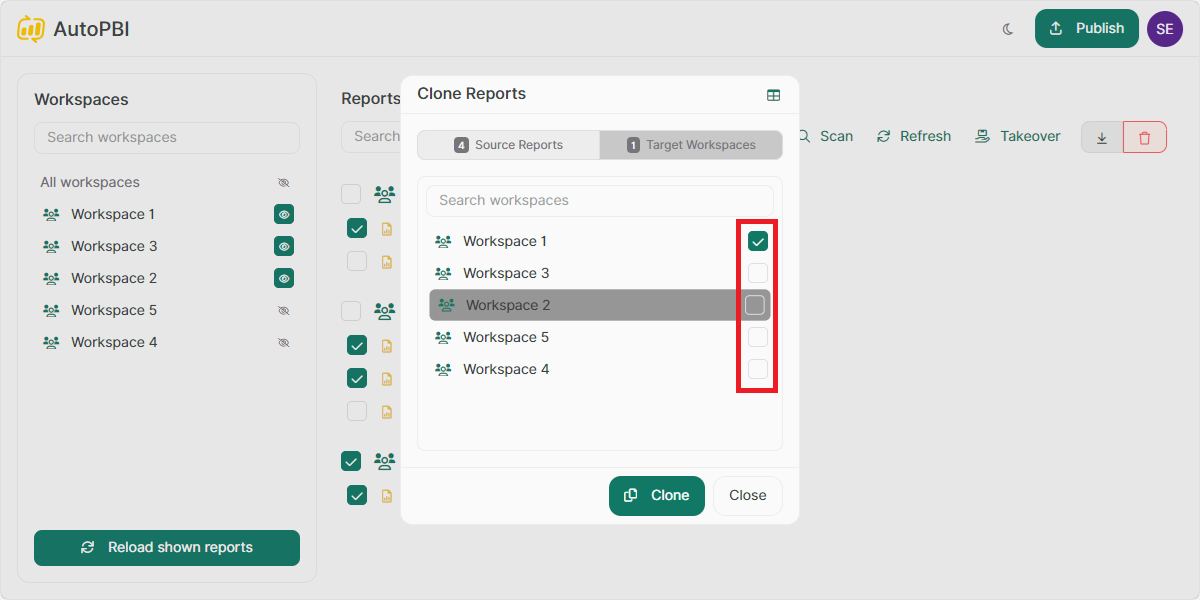 AutoPBI
Publish
SE
Workspaces
Search workspaces
All workspaces
Workspace 1
Workspace 3
Workspace 2
Workspace 5
Workspace 4
Reload shown reports
Reports
Search
Scan
Refresh
Takeover
Clone Reports
4 Source Reports
1 Target Workspaces
Search workspaces
Workspace 1
Workspace 3
Workspace 2
Workspace 5
Workspace 4
Clone
Close